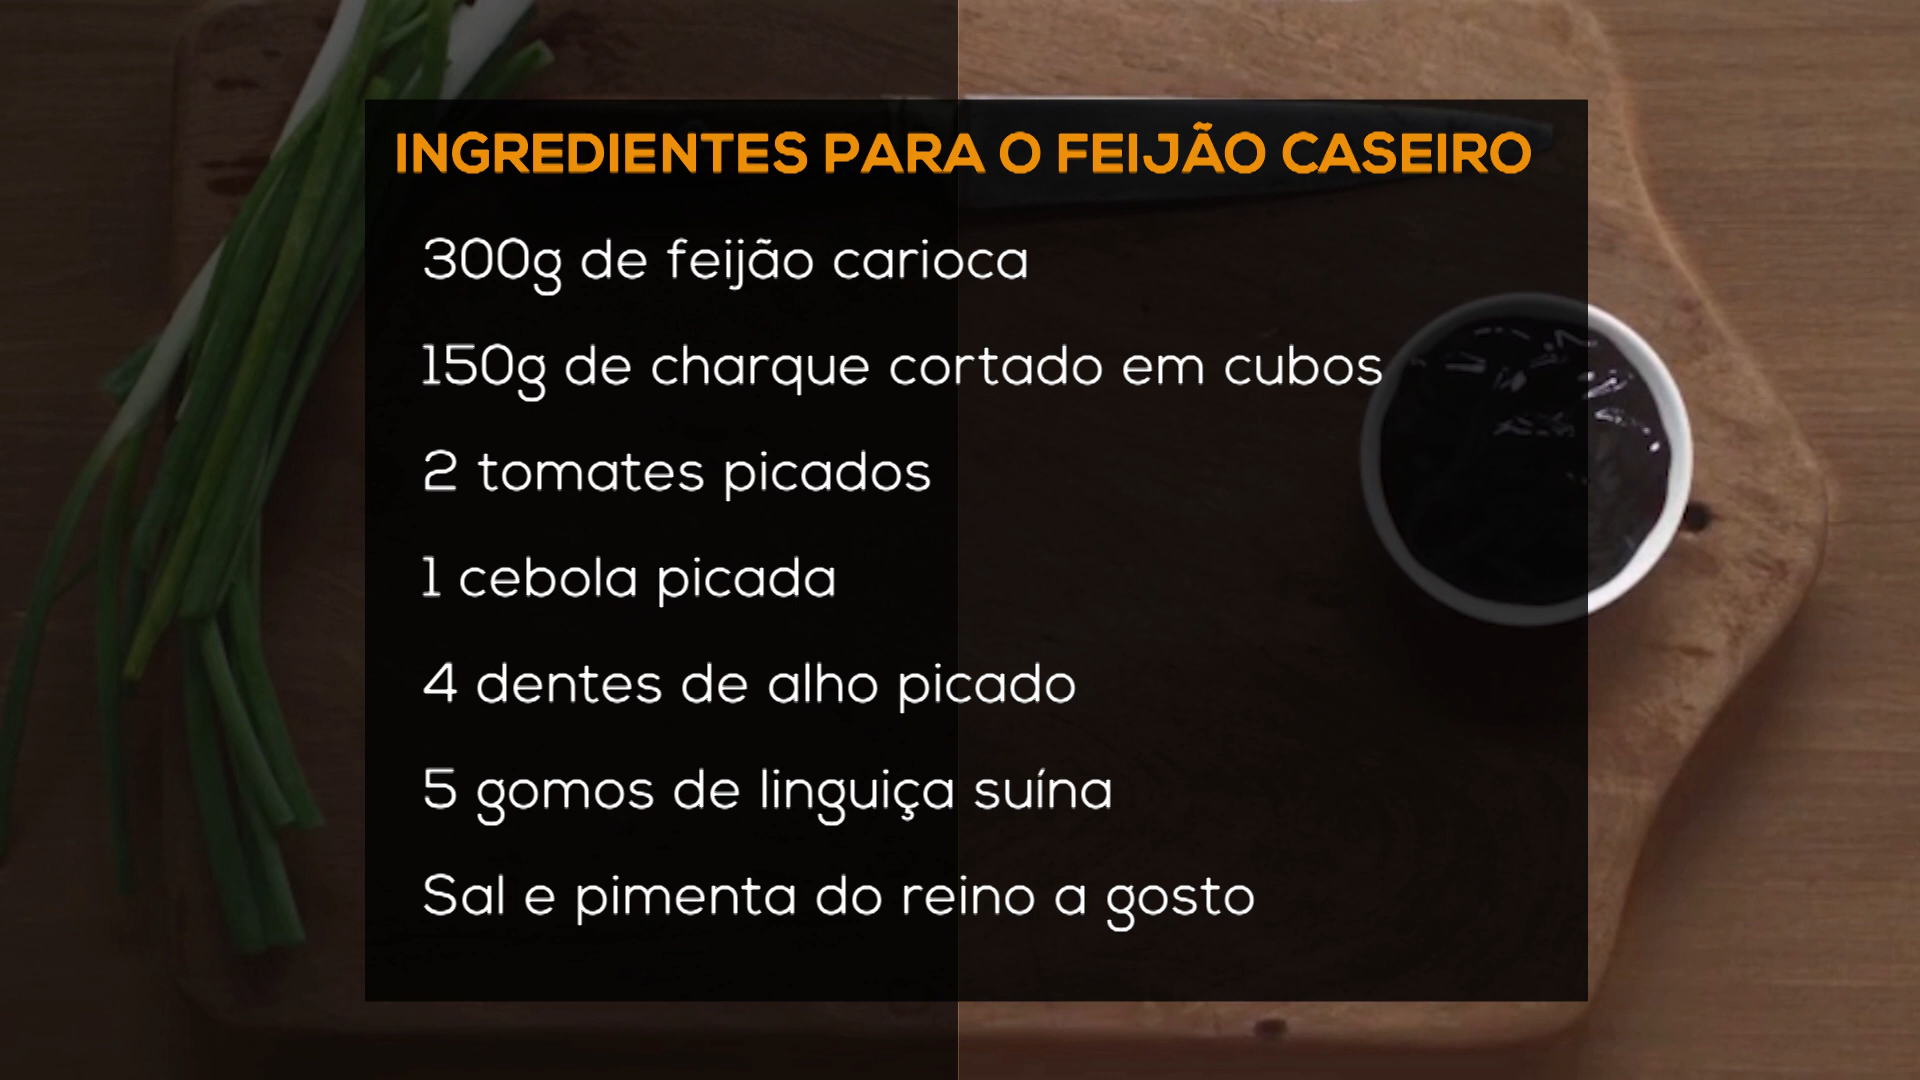 INGREDIENTES PARA O FEIJÃO CASEIRO
300g de feijão carioca
150g de charque cortado em cubos
2 tomates picados
1 cebola picada
4 dentes de alho picado
5 gomos de linguiça suína
Sal e pimenta do reino a gosto